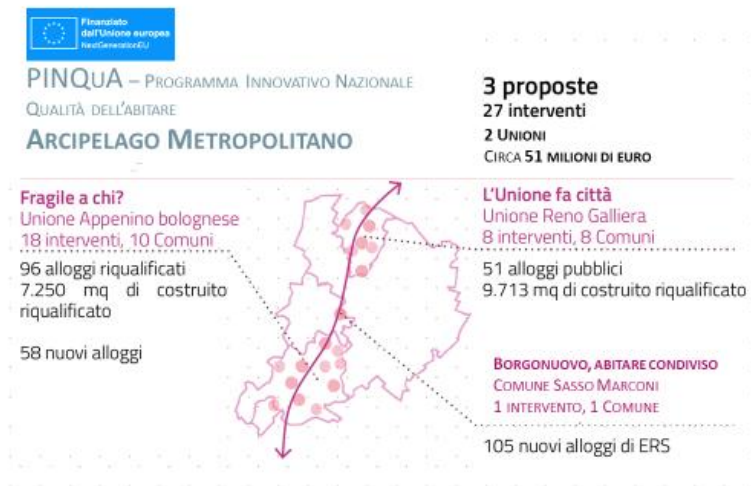 Finanziato
dall'Unione europea
NextGenerationEU
PINQUA – PROGRAMMA INNOVATIVO NAZIONALE
QUALITÀ DELL'ABITARE
ARCIPELAGO METROPOLITANO
3 proposte
27 interventi
2 UNIONI
CIRCA 51 MILIONI DI EURO
Fragile a chi?
Unione Appenino bolognese
18 interventi, 10 Comuni
96 alloggi riqualificati
7.250 mq di costruito
riqualificato
58 nuovi alloggi
L'Unione fa città
Unione Reno Galliera
8 interventi, 8 Comuni
51 alloggi pubblici
9.713 mq di costruito riqualificato
BORGONUOVO, ABITARE CONDIVISO
COMUNE SASSO MARCONI
1 INTERVENTO, 1 COMUNE
105 nuovi alloggi di ERS